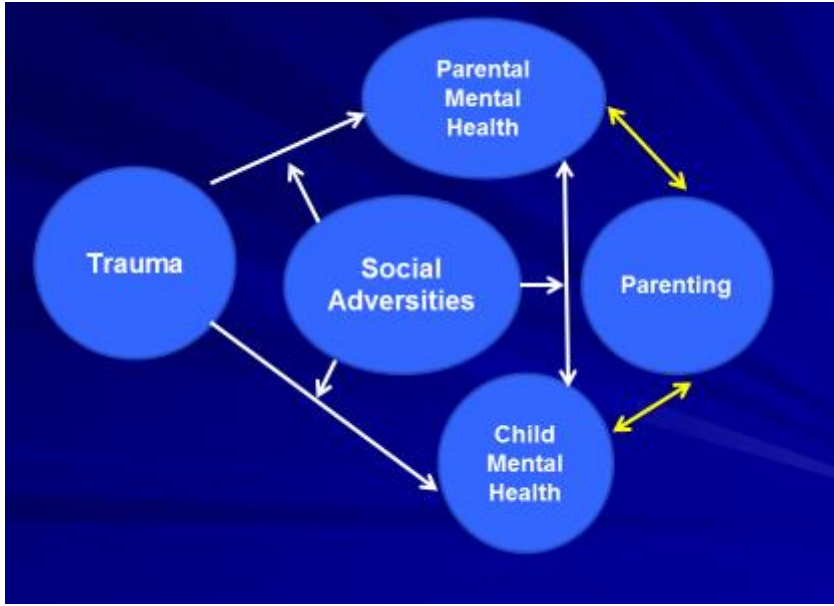 Parental
Mental
Health
Trauma
Social
Adversities
Parenting
Child
Mental
Health